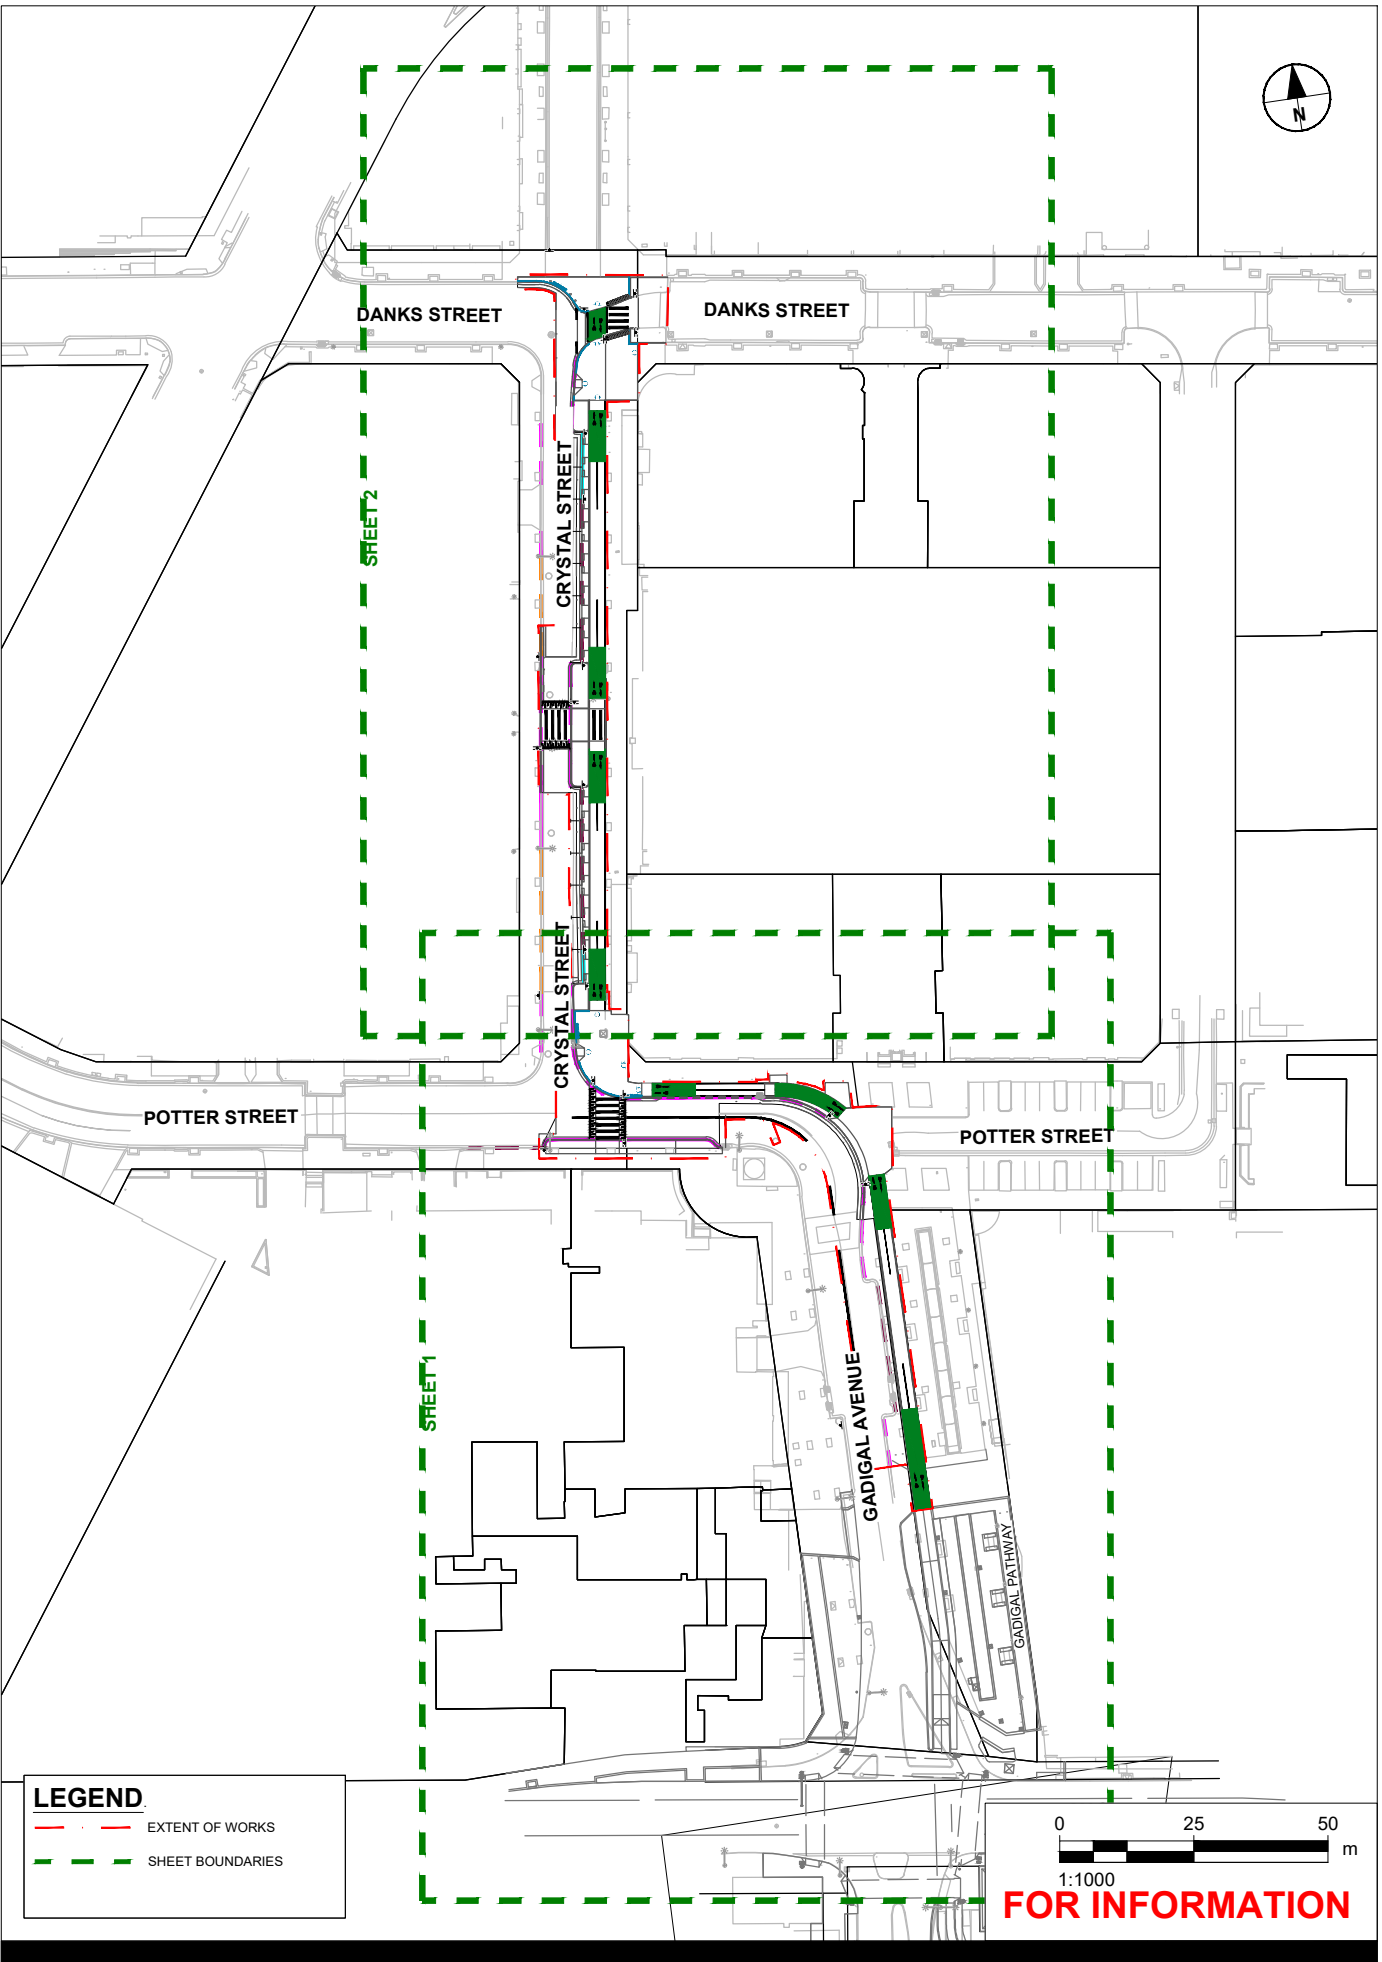 N
DANKS STREET
DANKS STREET
CRYSTAL STREET
SHEET 2
CRYSTAL STREET
POTTER STREET
POTTER STREET
SHEET 1
GADIGAL AVENUE
GADIGAL PATHWAY
LEGEND
EXTENT OF WORKS
SHEET BOUNDARIES
0 25 50
m
1:1000
FOR INFORMATION